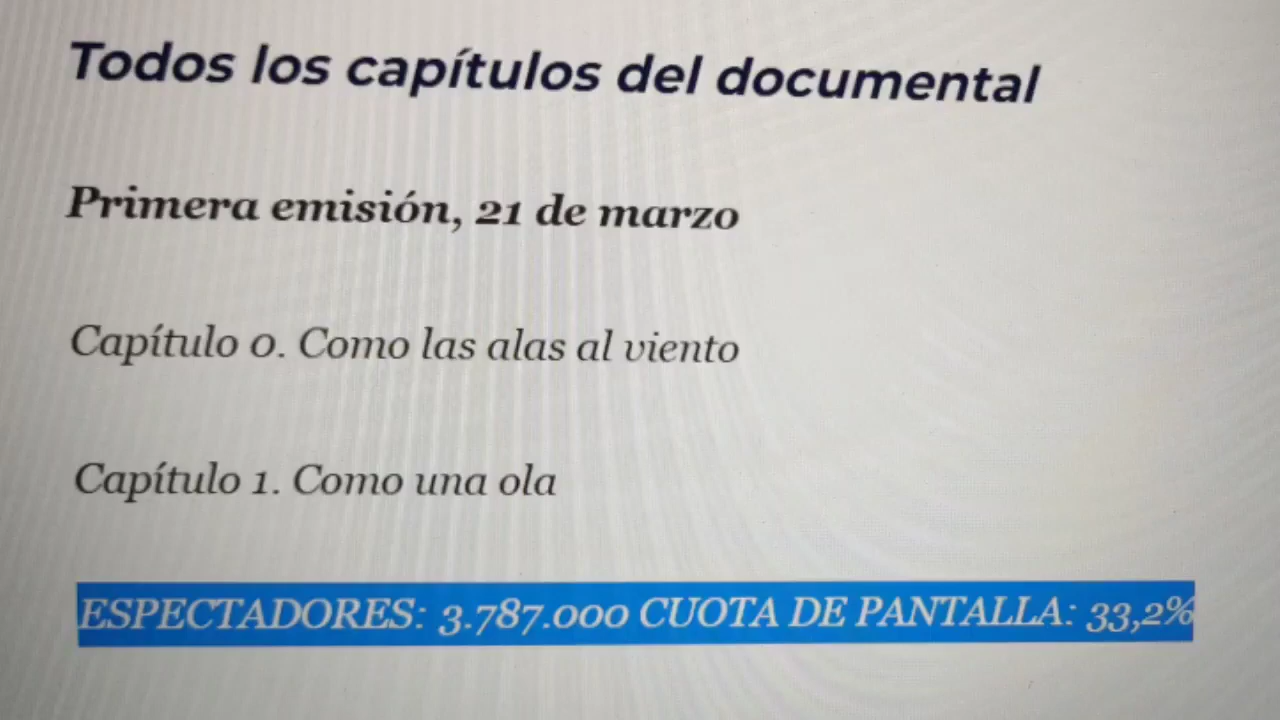 Todos los capítulos del documental
Primera emisión, 21 de marzo
Capítulo 0. Como las alas al viento
Capítulo 1. Como una ola
ESPECTADORES: 3.787.000 CUOTA DE PANTALLA: 33,2%